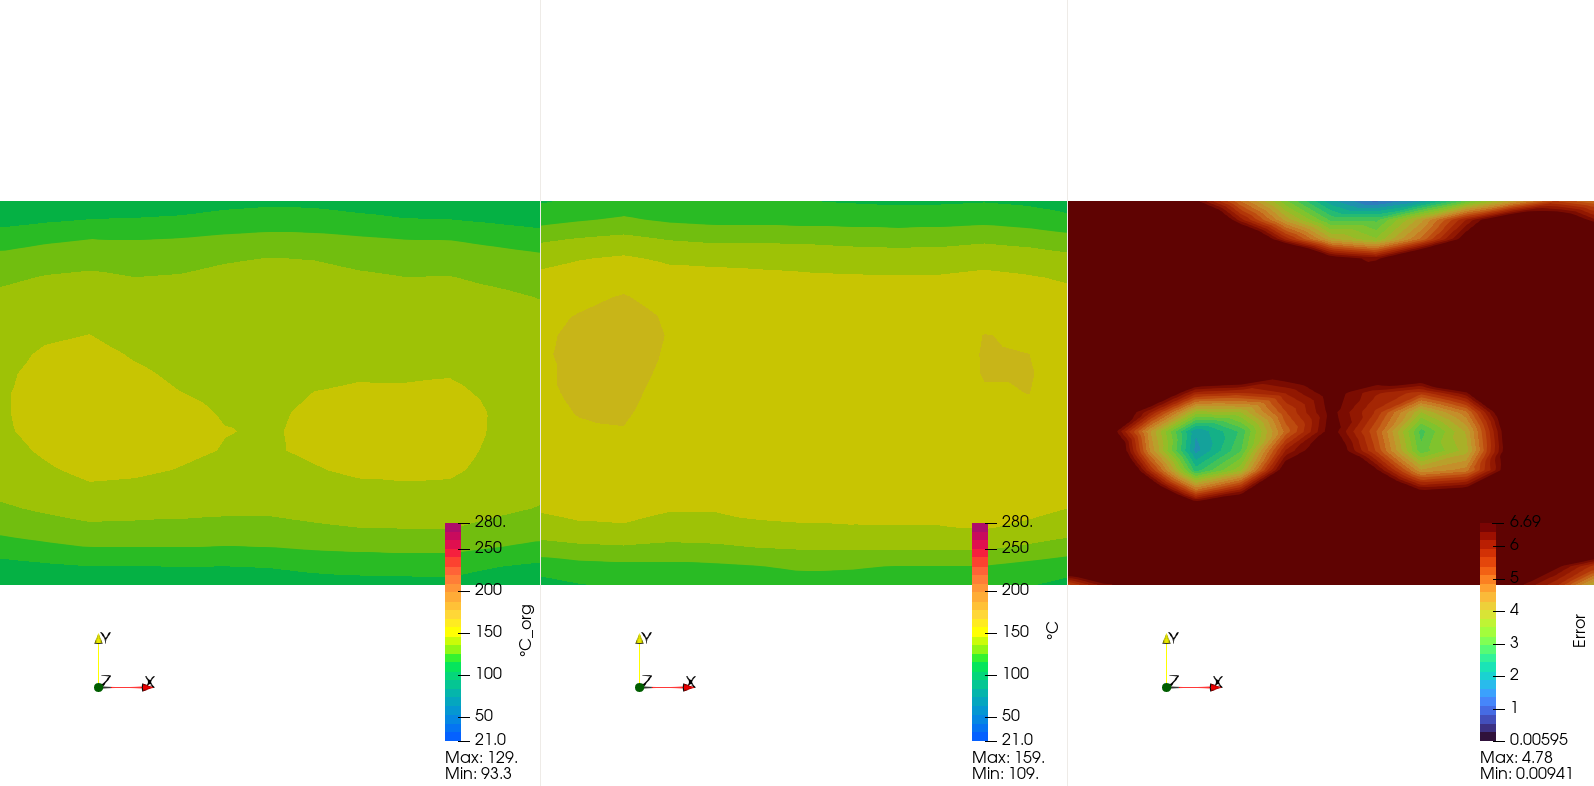 280.
250
200
150
100
50
21.0
°C_org
Max: 129.
Min: 93.3
Y
Z
X
280.
250
200
150
100
50
21.0
°C
Max: 159.
Min: 109.
Y
Z
X
6.69
6
5
4
3
2
1
0.00595
Error
Max: 4.78
Min: 0.00941
Y
Z
X